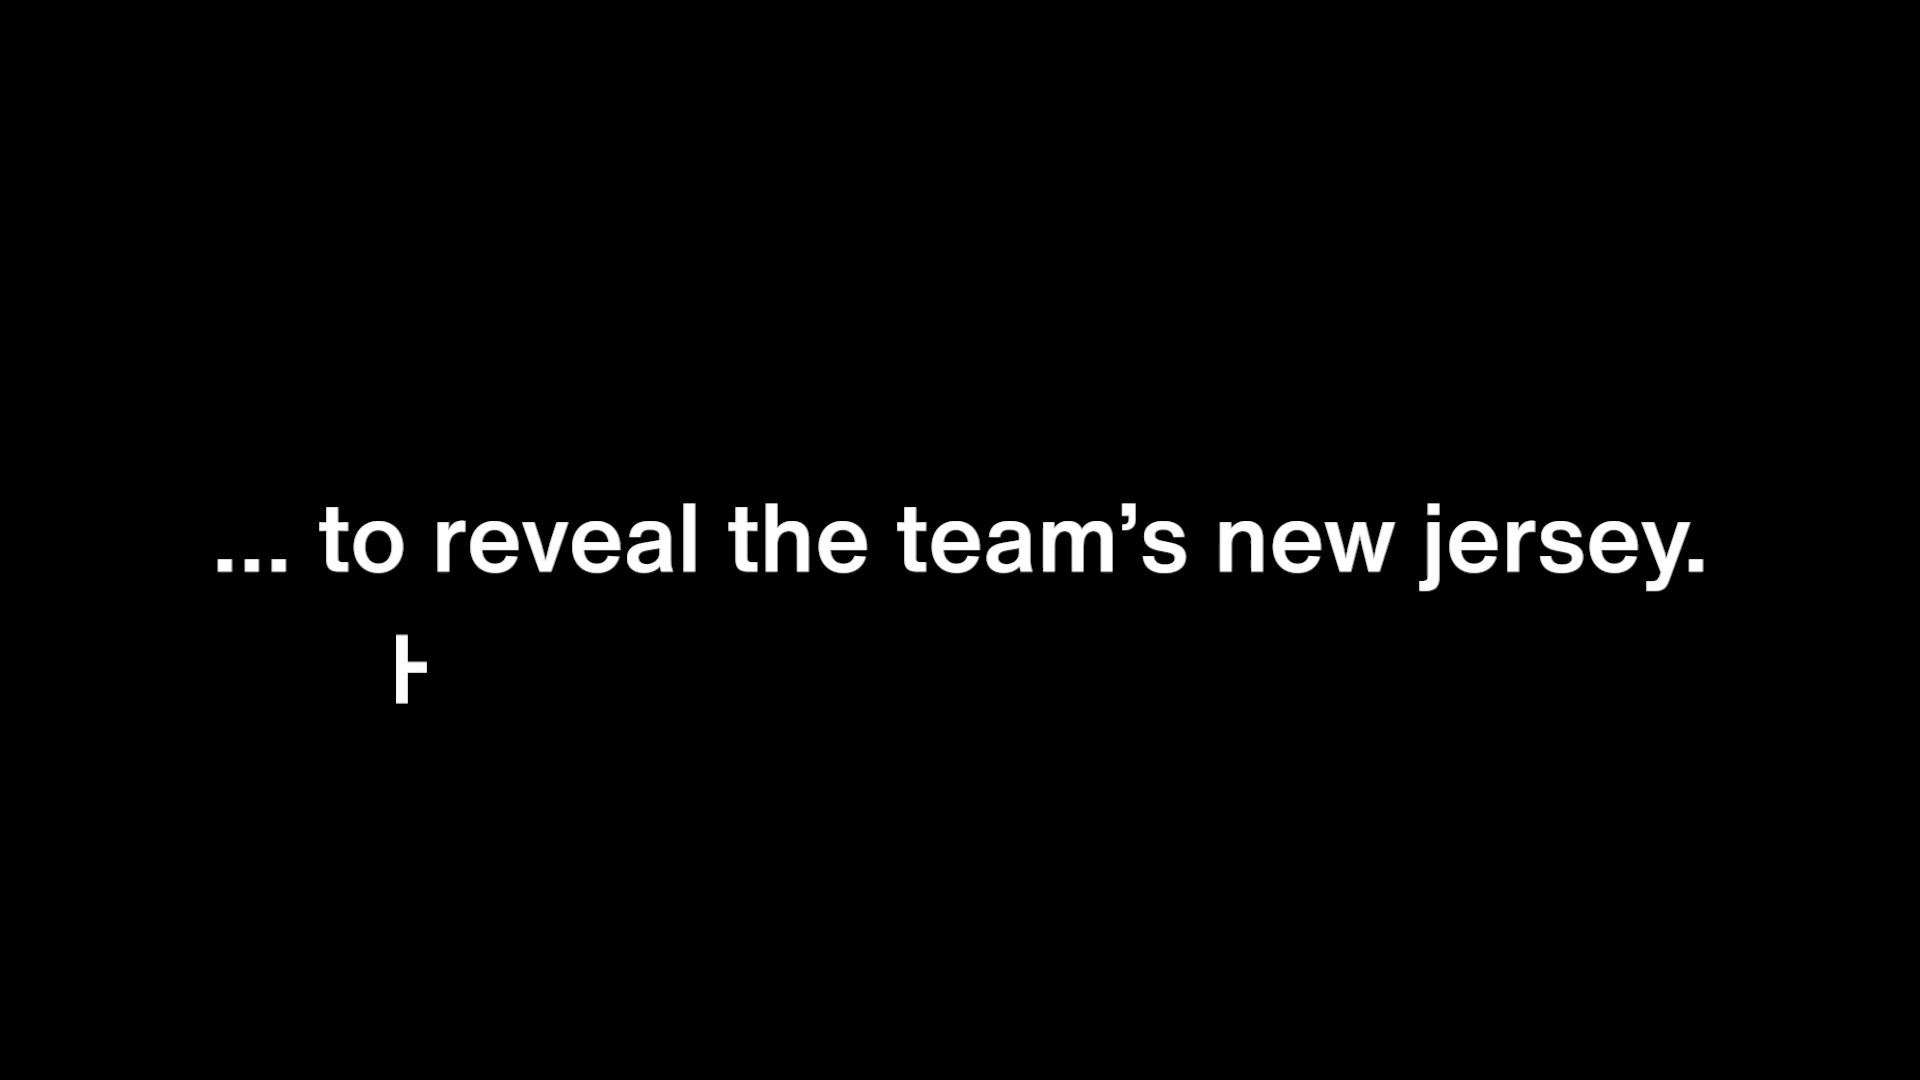 ... to reveal the team’s new jersey.